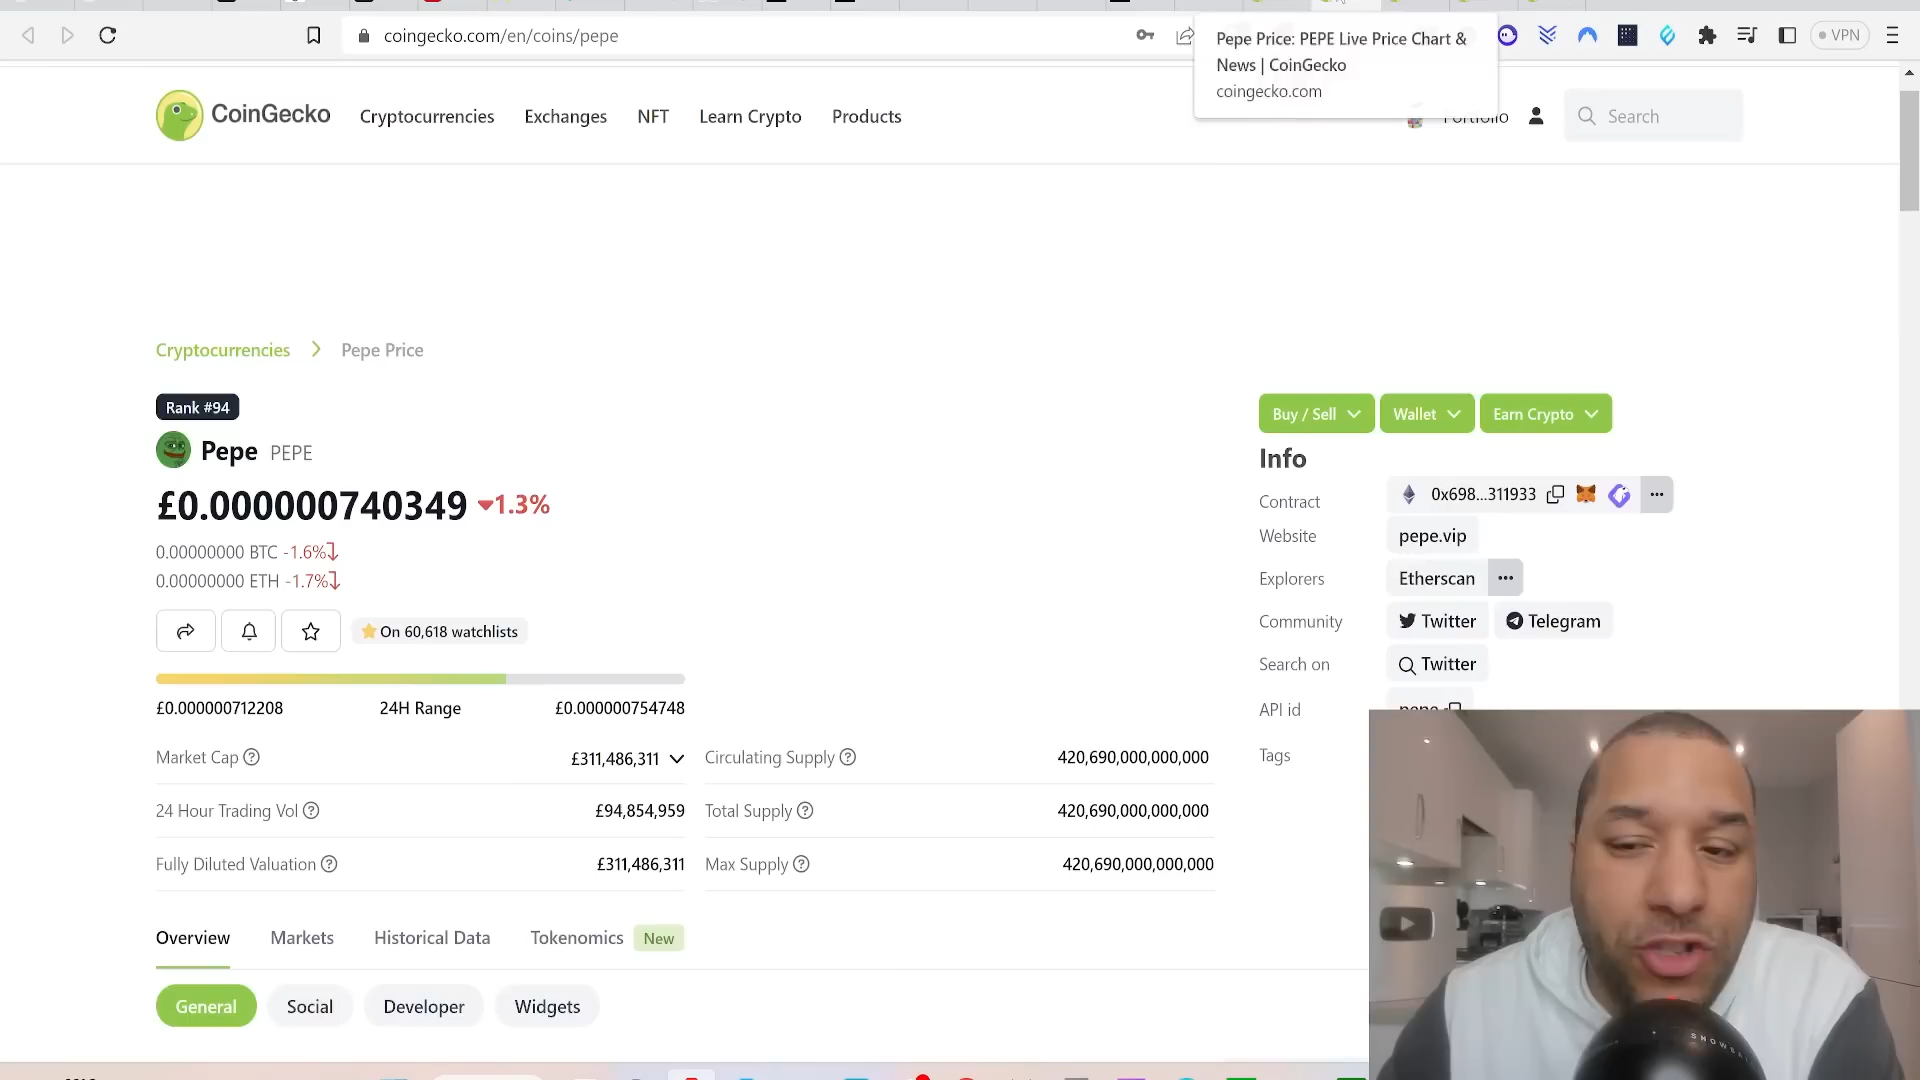 coingecko.com/en/coins/pepe
VPN
Pepe Price: PEPE Live Price Chart &
News | CoinGecko
coingecko.com
CoinGecko
Cryptocurrencies
Exchanges
NFT
Learn Crypto
Products
Portfolio
Search
Cryptocurrencies
Pepe Price
Rank #94
Pepe PEPE
£0.000000740349 1.3%
0.00000000 BTC -1.6%
0.00000000 ETH -1.7%
On 60,618 watchlists
£0.000000712208 24H Range £0.000000754748
Market Cap £311,486,311
Circulating Supply 420,690,000,000,000
24 Hour Trading Vol £94,854,959
Total Supply 420,690,000,000,000
Fully Diluted Valuation £311,486,311
Max Supply 420,690,000,000,000
Overview
Markets
Historical Data
Tokenomics New
General
Social
Developer
Widgets
Buy / Sell
Wallet
Earn Crypto
Info
Contract 0x698...311933
Website pepe.vip
Explorers Etherscan
Community Twitter Telegram
Search on Twitter
API id pepe
Tags
SNOWBA